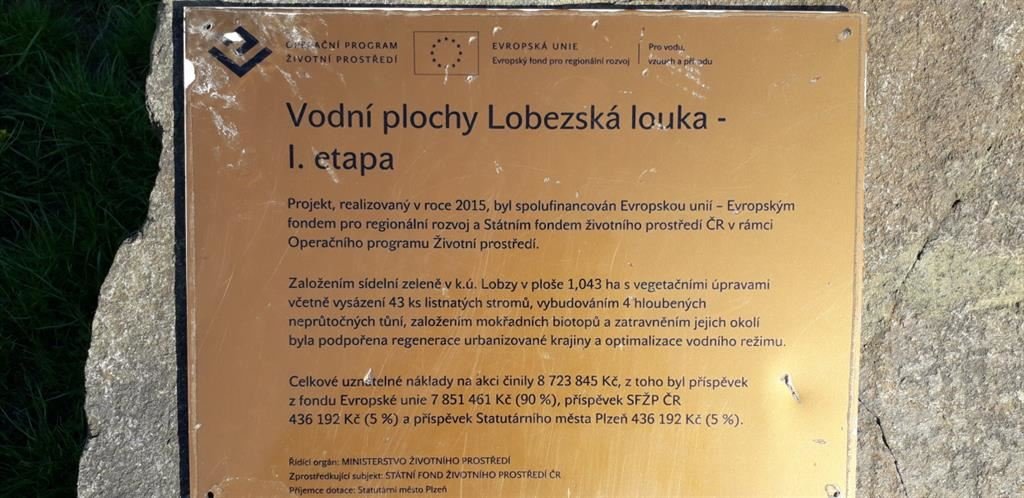 OPERAČNÍ PROGRAM
ŽIVOTNÍ PROSTŘEDÍ
EVROPSKÁ UNIE
Evropský fond pro regionální rozvoj
Pro vodu,
vzduch a přírodu
Vodní plochy Lobezská louka -
I. etapa
Projekt, realizovaný v roce 2015, byl spolufinancován Evropskou unií – Evropským
fondem pro regionální rozvoj a Státním fondem životního prostředí ČR v rámci
Operačního programu Životní prostředí.
Založením sídelní zeleně v k.ú. Lobzy v ploše 1,043 ha s vegetačními úpravami
včetně vysázení 43 ks listnatých stromů, vybudováním 4 hloubených
neprůtočných tůní, založením mokřadních biotopů a zatravněním jejich okolí
byla podpořena regenerace urbanizované krajiny a optimalizace vodního režimu.
Celkové uznatelné náklady na akci činily 8 723 845 Kč, z toho byl příspěvek
z fondu Evropské unie 7 851 461 Kč (90 %), příspěvek SFŽP ČR
436 192 Kč (5 %) a příspěvek Statutárního města Plzeň 436 192 Kč (5 %).
Řídící orgán: MINISTERSTVO ŽIVOTNÍHO PROSTŘEDÍ
Zprostředkující subjekt: STÁTNÍ FOND ŽIVOTNÍHO PROSTŘEDÍ ČR
Příjemce dotace: Statutární město Plzeň